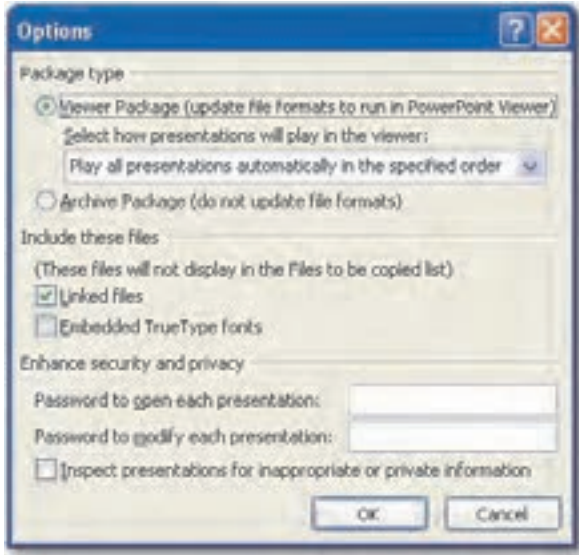 Options
Package type
Viewer Package (update file formats to run in PowerPoint Viewer)
Select how presentations will play in the viewer:
Play all presentations automatically in the specified order
Archive Package (do not update file formats)
Include these files
(These files will not display in the Files to be copied list)
Linked files
Embedded TrueType fonts
Enhance security and privacy
Password to open each presentation:
Password to modify each presentation:
Inspect presentations for inappropriate or private information
OK Cancel